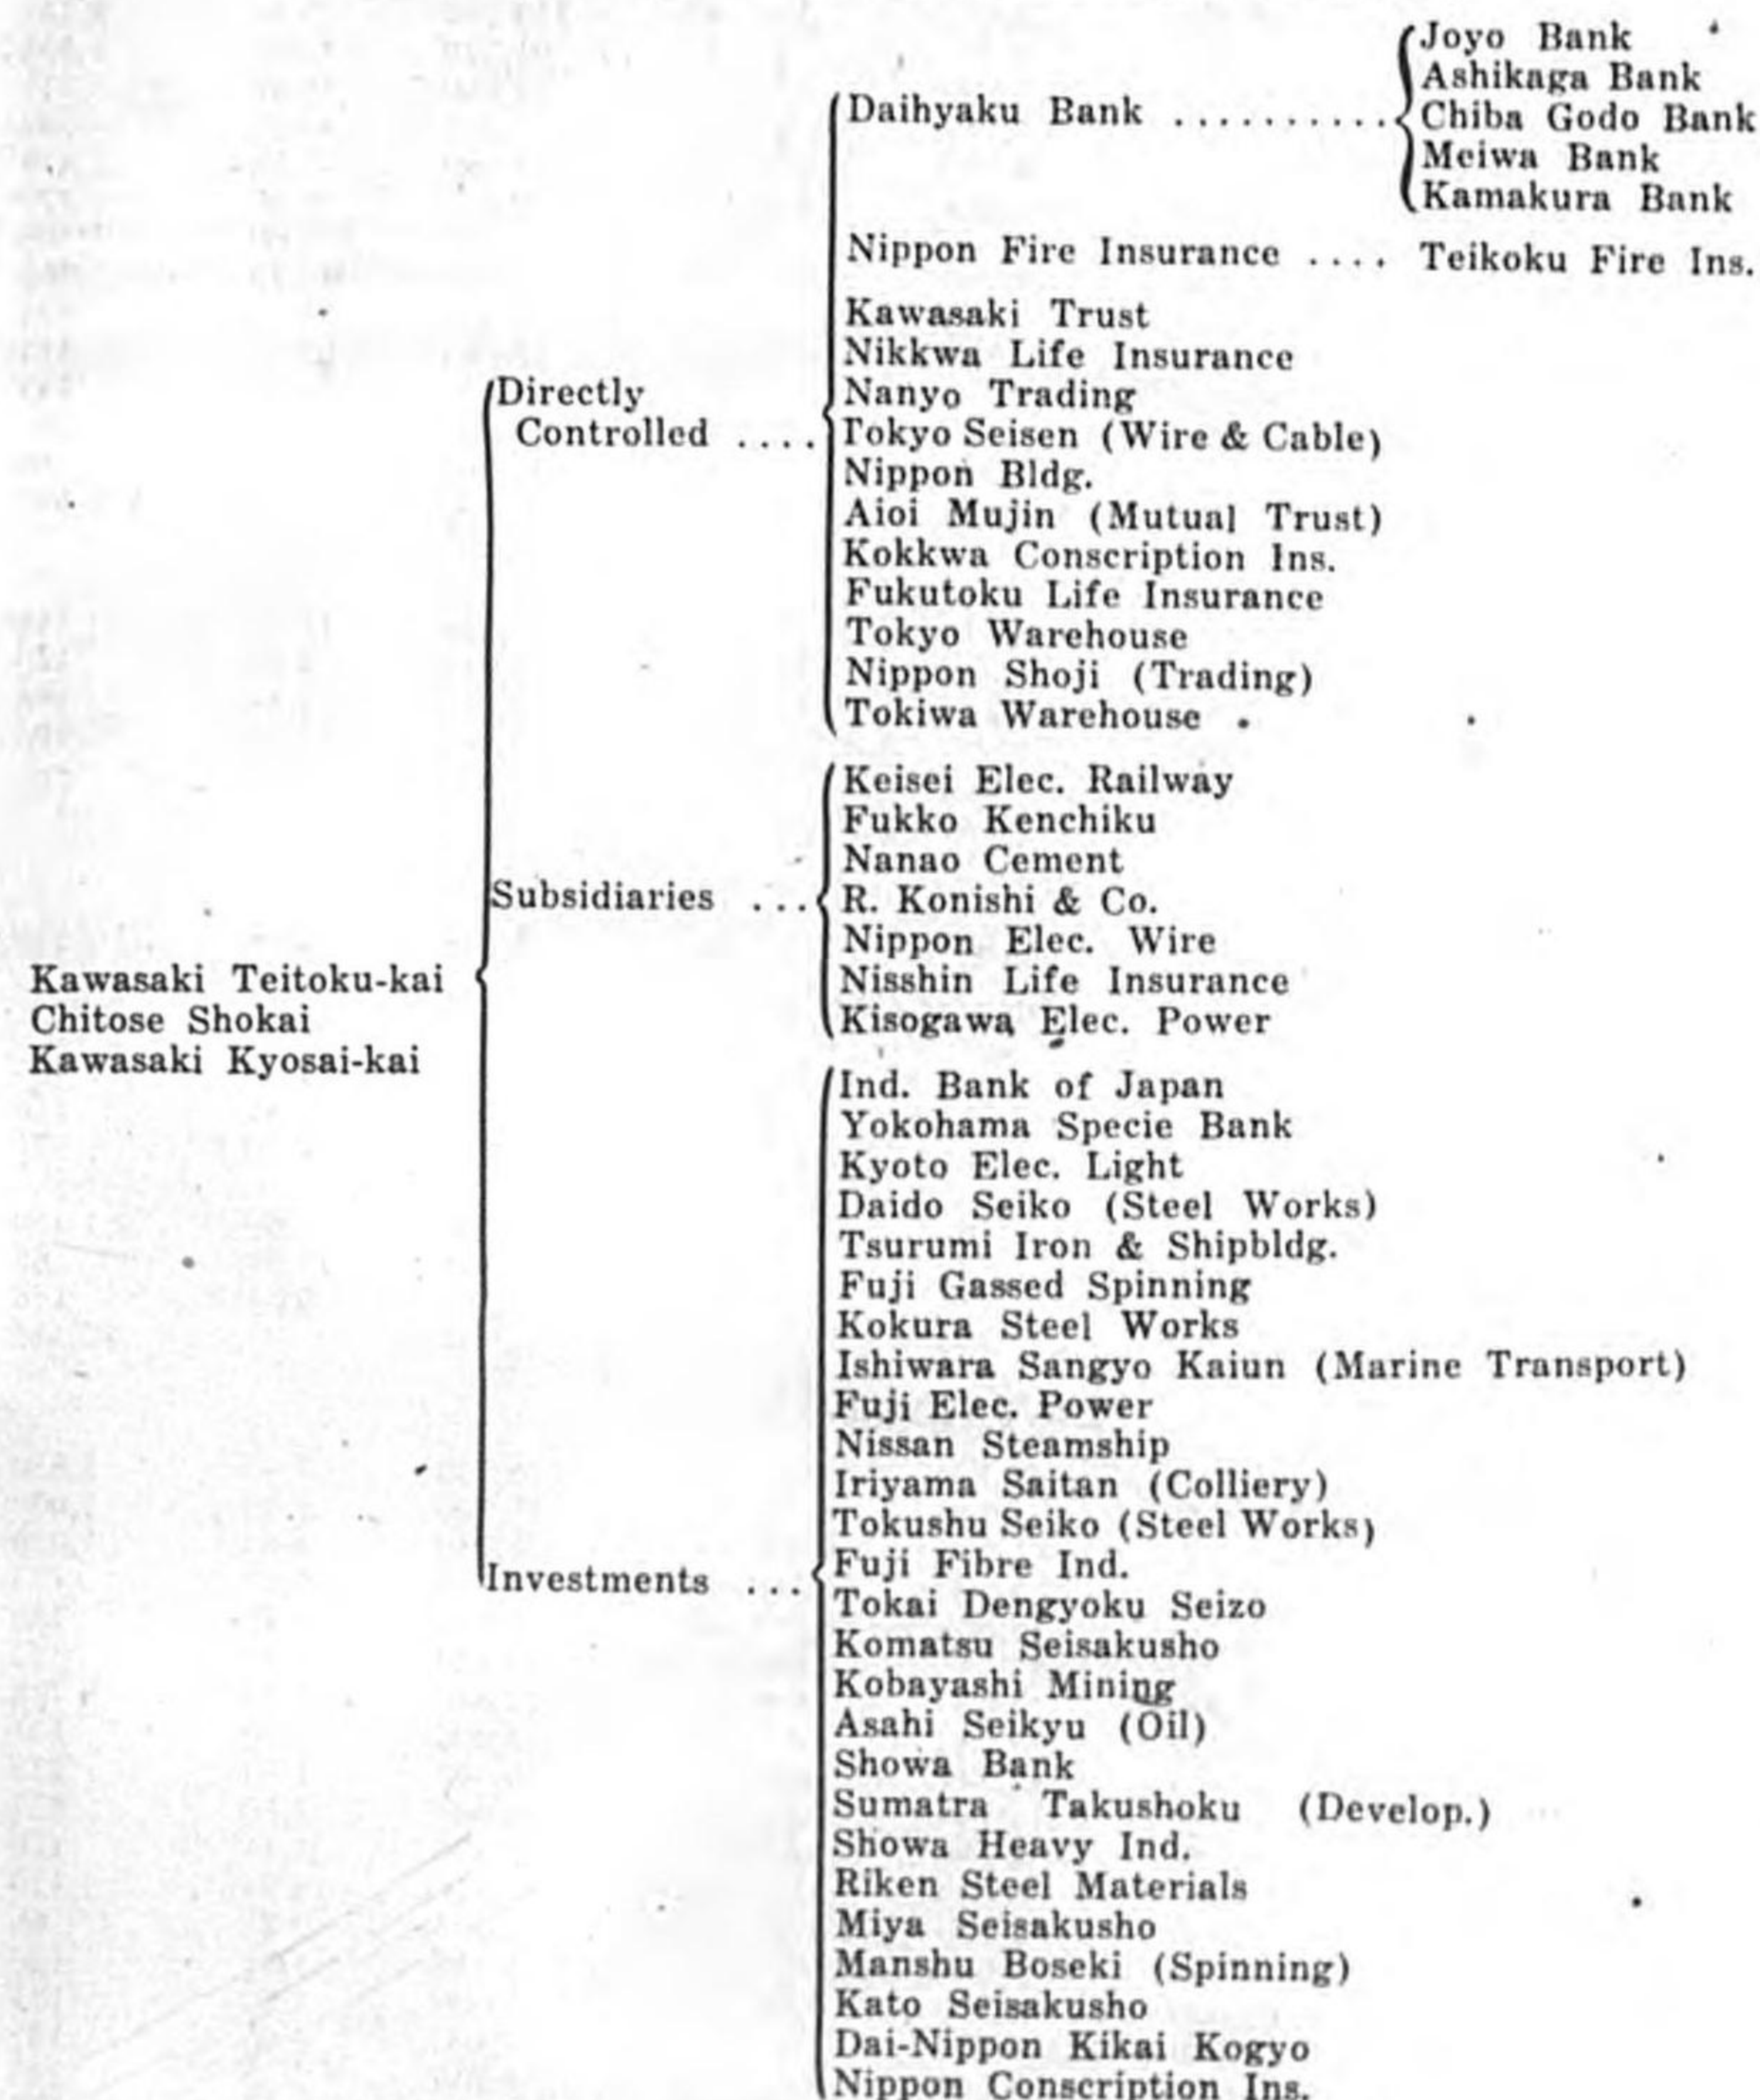 Joyo Bank
Ashikaga Bank
Daihyaku Bank .......... Chiba Godo Bank
Meiwa Bank
Kamakura Bank
Nippon Fire Insurance .... Teikoku Fire Ins.
Kawasaki Trust
Nikkwa Life Insurance
Directly
Controlled ....
Nanyo Trading
Tokyo Seisen (Wire & Cable)
Nippon Bldg.
Aioi Mujin (Mutual Trust)
Kokkwa Conscription Ins.
Fukutoku Life Insurance
Tokyo Warehouse
Nippon Shoji (Trading)
Tokiwa Warehouse
Keisei Elec. Railway
Fukko Kenchiku
Nanao Cement
Subsidiaries ... R. Konishi & Co.
Nippon Elec. Wire
Nisshin Life Insurance
Kisogawa Elec. Power
Kawasaki Teitoku-kai
Chitose Shokai
Kawasaki Kyosai-kai
Ind. Bank of Japan
Yokohama Specie Bank
Kyoto Elec. Light
Daido Seiko (Steel Works)
Tsurumi Iron & Shipbldg.
Fuji Gassed Spinning
Kokura Steel Works
Ishiwara Sangyo Kaiun (Marine Transport)
Fuji Elec. Power
Nissan Steamship
Iriyama Saitan (Colliery)
Tokushu Seiko (Steel Works)
Investments ... Fuji Fibre Ind.
Tokai Dengyoku Seizo
Komatsu Seisakusho
Kobayashi Mining
Asahi Seikyu (Oil)
Showa Bank
Sumatra Takushoku (Develop.)
Showa Heavy Ind.
Riken Steel Materials
Miya Seisakusho
Manshu Boseki (Spinning)
Kato Seisakusho
Dai-Nippon Kikai Kogyo
Nippon Conscription Ins.